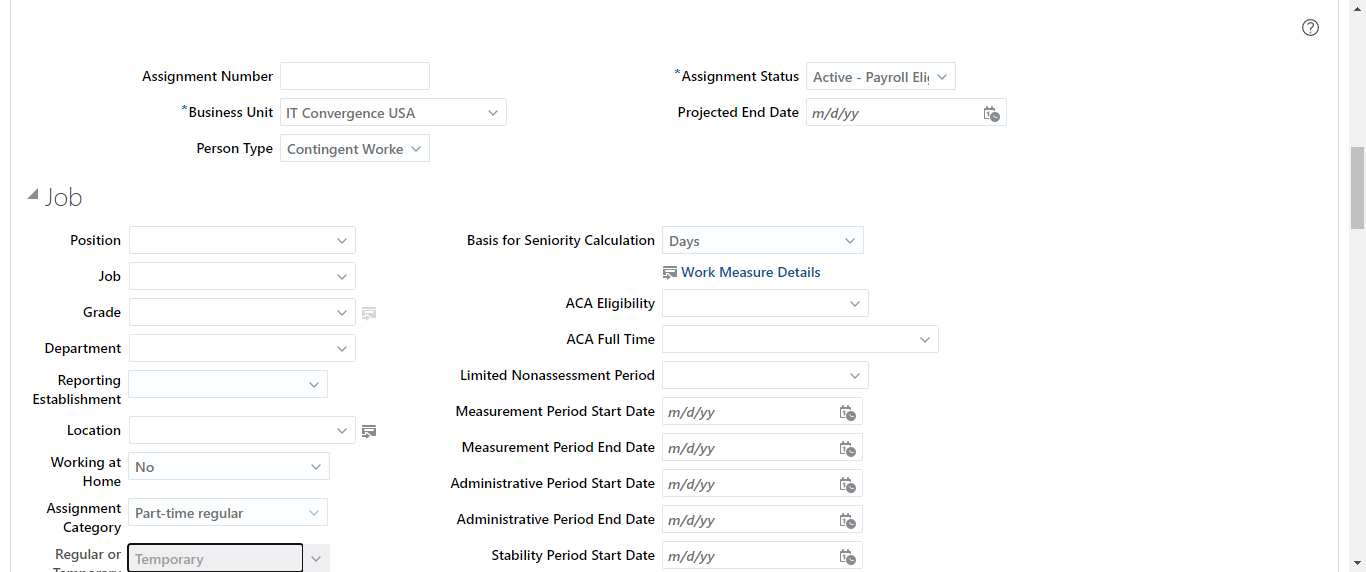 Assignment Number
*Assignment Status Active - Payroll Elig
*Business Unit IT Convergence USA
Projected End Date m/d/yy
Person Type Contingent Worke
Job
Position
Basis for Seniority Calculation Days
Job
Work Measure Details
Grade
ACA Eligibility
Department
ACA Full Time
Reporting
Establishment
Limited Nonassessment Period
Location
Measurement Period Start Date m/d/yy
Working at
Home
No
Measurement Period End Date m/d/yy
Administrative Period Start Date m/d/yy
Assignment
Category
Part-time regular
Administrative Period End Date m/d/yy
Regular or
Temporary
Temporary
Stability Period Start Date m/d/yy